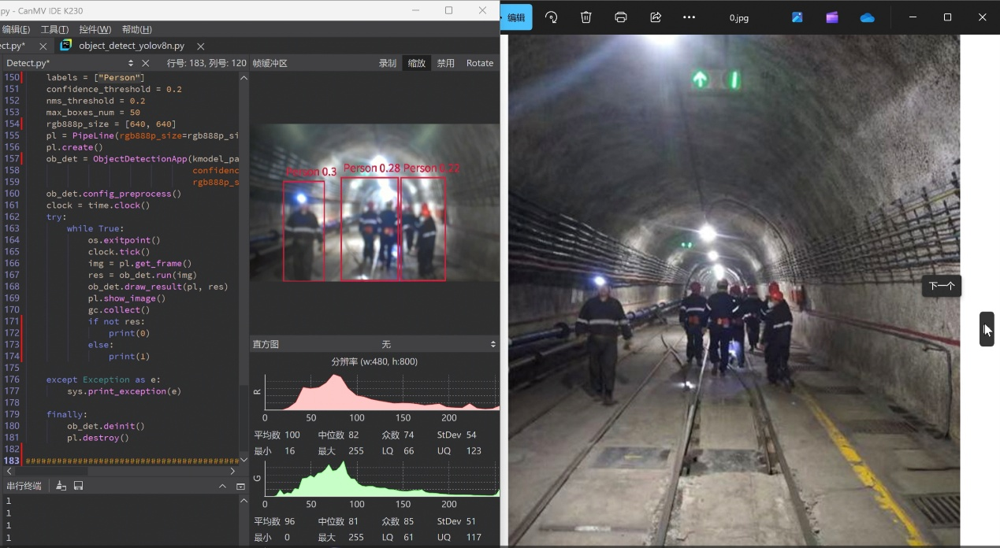 py - CanMV IDE K230
编辑(E) 工具(T) 控件(W) 帮助(H)
ect.py* object_detect_yolov8n.py
Detect.py* 行号: 183, 列号: 120
150 labels = ["Person"]
151 confidence_threshold = 0.2
152 nms_threshold = 0.2
153 max_boxes_num = 50
154 rgb888p_size = [640, 640]
155 pl = PipeLine(rgb888p_size=rgb888p_si
156 pl.create()
157 ob_det = ObjectDetectionApp(kmodel_pa
158 confidenc
159 rgb888p_s
160 ob_det.config_preprocess()
161 clock = time.clock()
162 try:
163 while True:
164 os.exitpoint()
165 clock.tick()
166 img = pl.get_frame()
167 res = ob_det.run(img)
168 ob_det.draw_result(pl, res)
169 pl.show_image()
170 gc.collect()
171 if not res:
172 print(0)
173 else:
174 print(1)
175
176 except Exception as e:
177 sys.print_exception(e)
178
179 finally:
180 ob_det.deinit()
181 pl.destroy()
182
183 #########################################
串行终端
1
1
1
1
帧缓冲区 录制 缩放 禁用 Rotate
Person 0.3 Person 0.28 Person 0.22
直方图 无
分辨率 (w:480, h:800)
R
0 50 100 150 200
平均数 100 中位数 82 众数 74 StDev 54
最小 16 最大 255 LQ 66 UQ 123
G
0 50 100 150 200
平均数 96 中位数 81 众数 85 StDev 51
最小 0 最大 255 LQ 61 UQ 117
编辑 0.jpg
下一个